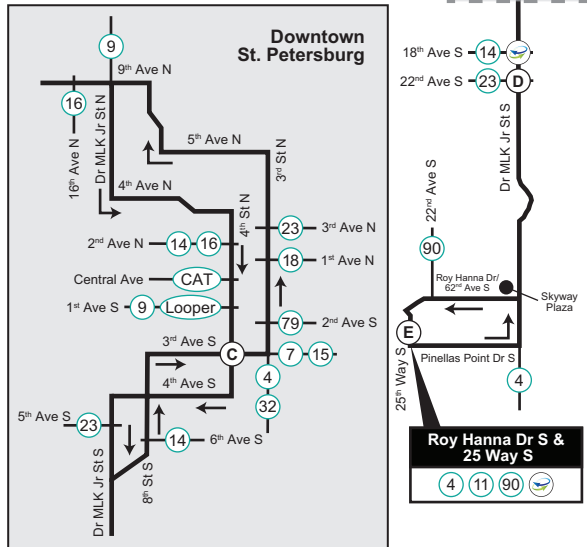 Downtown
St. Petersburg
9
9th Ave N
16
16th Ave N
Dr MLK Jr St N
5th Ave N
3rd St N
4th Ave N
4th St N
23
3rd Ave N
2nd Ave N
14
16
18
1st Ave N
Central Ave
CAT
1st Ave S
9
Looper
79
2nd Ave S
3rd Ave S
C
7
15
4th Ave S
4
32
5th Ave S
23
14
6th Ave S
Dr MLK Jr St S
8th St S
18th Ave S
14
22nd Ave S
23
D
Dr MLK Jr St S
22nd Ave S
90
Roy Hanna Dr/
62nd Ave S
Skyway
Plaza
E
25th Way S
Pinellas Point Dr S
4
Roy Hanna Dr S &
25 Way S
4
11
90